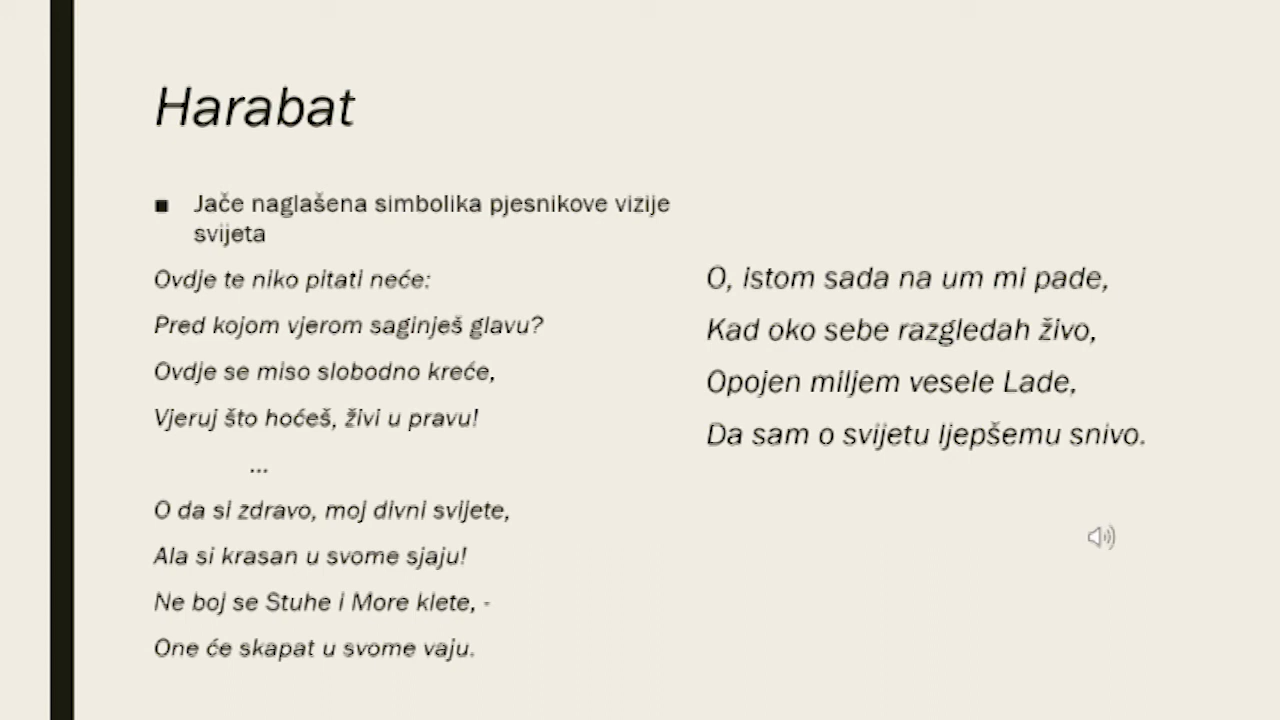 Harabat
■ Jače naglašena simbolika pjesnikove vizije
svijeta
Ovdje te niko pitati neće:
Pred kojom vjerom saginješ glavu?
Ovdje se miso slobodno kreće,
Vjeruj što hoćeš, živi u pravu!
...
O da si zdravo, moj divni svijete,
Ala si krasan u svome sjaju!
Ne boj se Stuhe i More klete, -
One će skapat u svome vaju.
O, istom sada na um mi pade,
Kad oko sebe razgledah živo,
Opojen miljem vesele Lade,
Da sam o svijetu ljepšemu snivo.